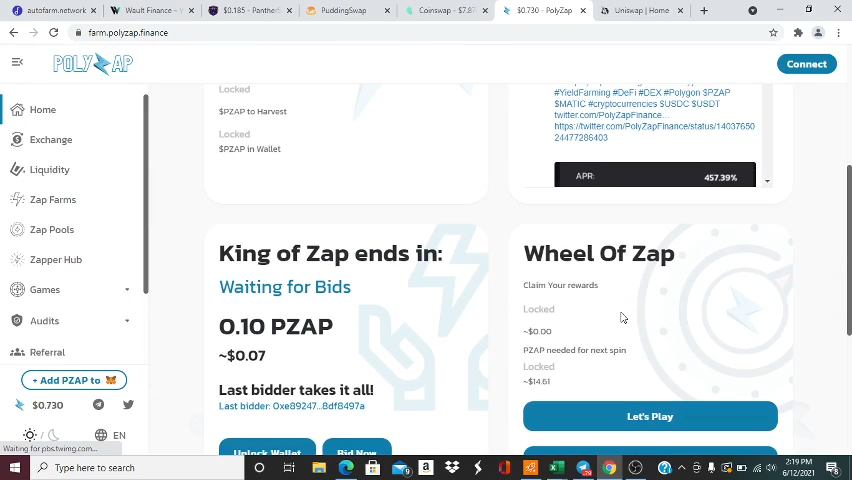 autofarm.network
Wault Finance -
$0.185 - PantherS
PuddingSwap
Coinswap - $7.87
$0.730 - PolyZap
Uniswap | Home
farm.polyzap.finance
POLYZAP
Connect
Home
Exchange
Liquidity
Zap Farms
Zap Pools
Zapper Hub
Games
Audits
Referral
+ Add PZAP to
$0.730
EN
Waiting for pbs.twimg.com...
Locked
$PZAP to Harvest
Locked
$PZAP in Wallet
#YieldFarming #DeFi #DEX #Polygon $PZAP
$MATIC #cryptocurrencies $USDC $USDT
twitter.com/PolyZapFinance...
https://twitter.com/PolyZapFinance/status/14037650
24477286403
APR:
457.39%
King of Zap ends in:
Waiting for Bids
0.10 PZAP
~$0.07
Last bidder takes it all!
Last bidder: 0xe89247...8df8497a
Unlock Wallet
Bid Now
Wheel Of Zap
Claim Your rewards
Locked
~$0.00
PZAP needed for next spin
Locked
~$14.61
Let's Play
Type here to search
2:19 PM
6/12/2021